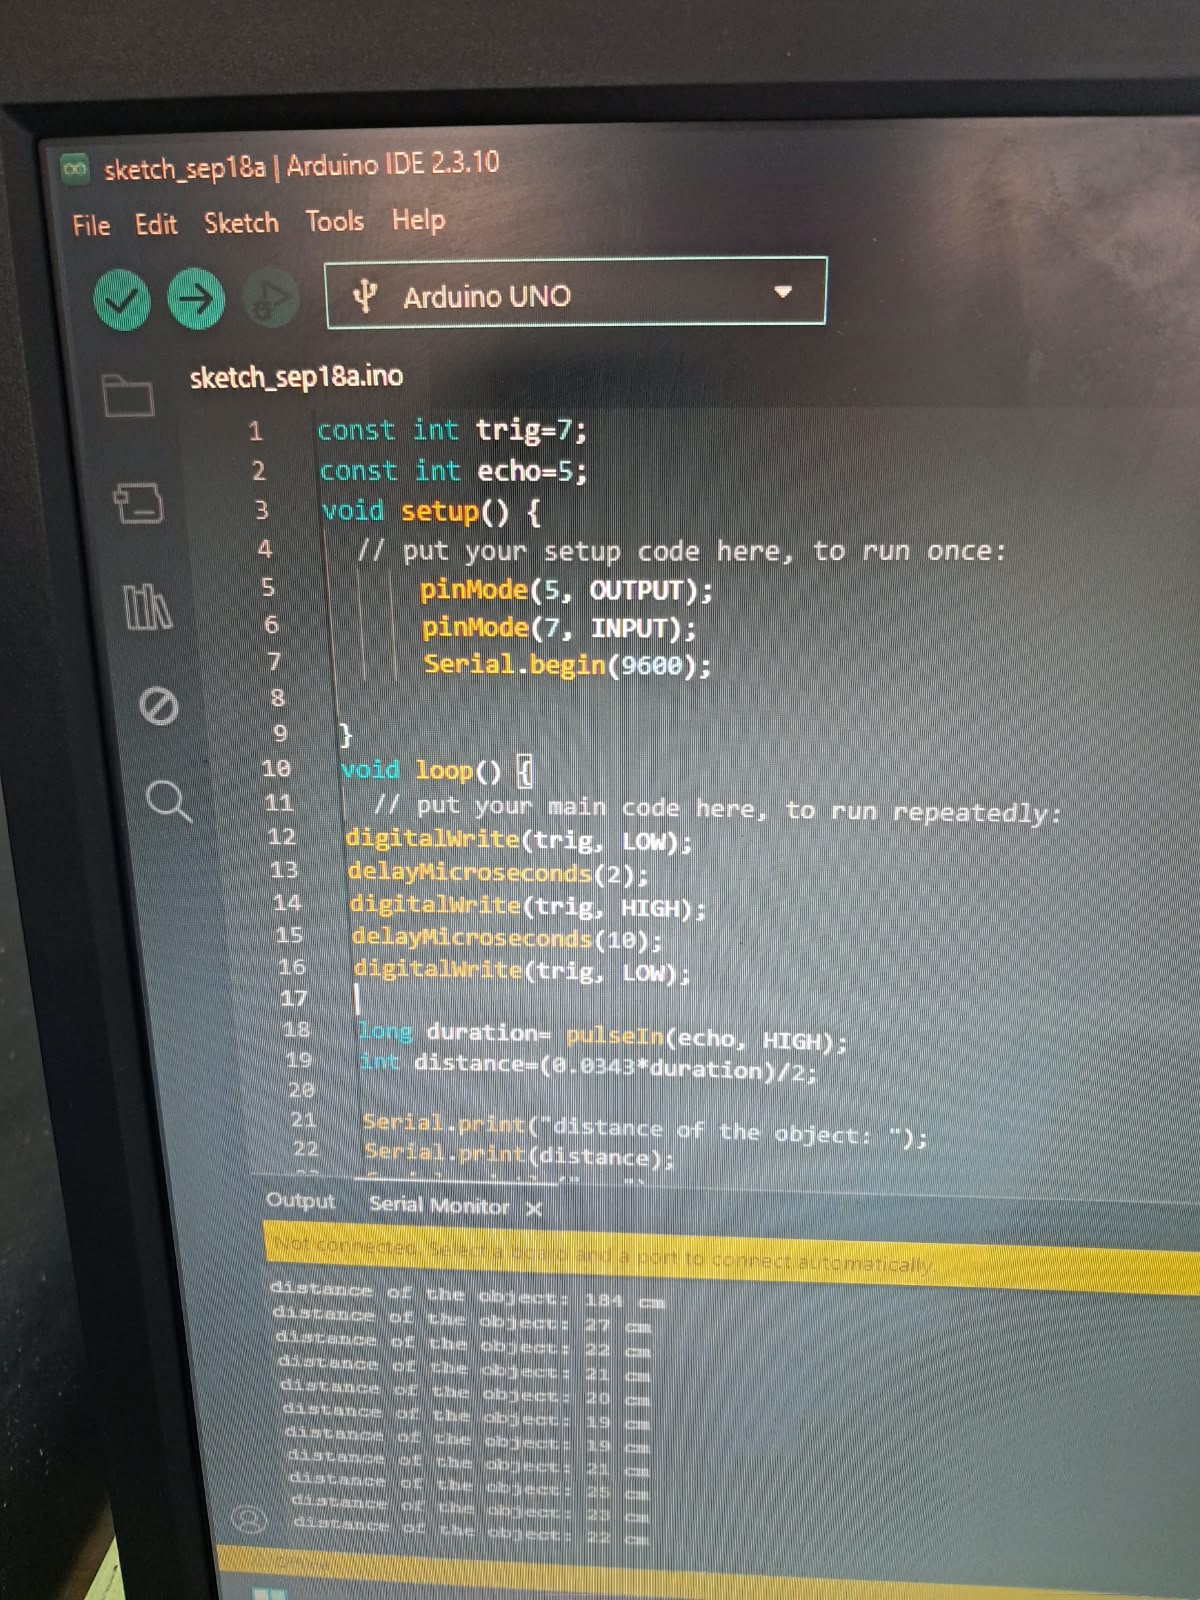 sketch_sep18a | Arduino IDE 2.3.10
File Edit Sketch Tools Help
Arduino UNO
sketch_sep18a.ino
1 const int trig=7;
2 const int echo=5;
3 void setup() {
4 // put your setup code here, to run once:
5 pinMode(5, OUTPUT);
6 pinMode(7, INPUT);
7 Serial.begin(9600);
8
9 }
10 void loop() {
11 // put your main code here, to run repeatedly:
12 digitalWrite(trig, LOW);
13 delayMicroseconds(2);
14 digitalWrite(trig, HIGH);
15 delayMicroseconds(10);
16 digitalWrite(trig, LOW);
17
18 long duration= pulseIn(echo, HIGH);
19 int distance=(0.0343*duration)/2;
20
21 Serial.print("distance of the object: ");
22 Serial.print(distance);
Output Serial Monitor X
Not connected. Select a board and a port to connect automatically.
distance of the object: 184 cm
distance of the object: 27 cm
distance of the object: 22 cm
distance of the object: 21 cm
distance of the object: 20 cm
distance of the object: 19 cm
distance of the object: 19 cm
distance of the object: 21 cm
distance of the object: 25 cm
distance of the object: 23 cm
distance of the object: 22 cm